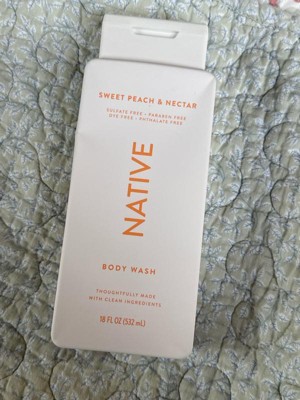 SWEET PEACH & NECTAR
SULFATE FREE • PARABEN FREE
DYE FREE • PHTHALATE FREE
NATIVE
BODY WASH
THOUGHTFULLY MADE
WITH CLEAN INGREDIENTS
18 FL OZ (532 mL)